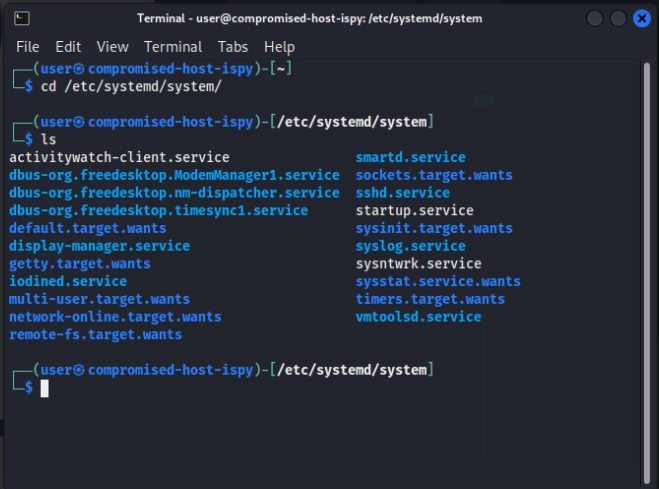 Terminal - user@compromised-host-ispy: /etc/systemd/system
File Edit View Terminal Tabs Help
┌──(user㉿compromised-host-ispy)-[~]
└─$ cd /etc/systemd/system/
┌──(user㉿compromised-host-ispy)-[/etc/systemd/system]
└─$ ls
activitywatch-client.service smartd.service
dbus-org.freedesktop.ModemManager1.service sockets.target.wants
dbus-org.freedesktop.nm-dispatcher.service sshd.service
dbus-org.freedesktop.timesync1.service startup.service
default.target.wants sysinit.target.wants
display-manager.service syslog.service
getty.target.wants sysntwrk.service
iodined.service sysstat.service.wants
multi-user.target.wants timers.target.wants
network-online.target.wants vmtoolsd.service
remote-fs.target.wants
┌──(user㉿compromised-host-ispy)-[/etc/systemd/system]
└─$